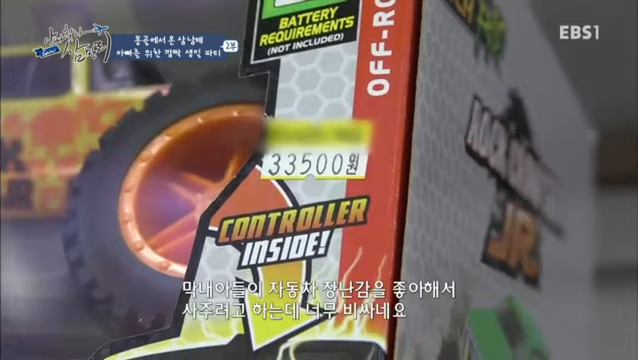 몽골에서 온 삼남매
아빠를 위한 깜짝 생일 파티 2부
EBS1
BATTERY
REQUIREMENTS
(NOT INCLUDED)
OFF-RO
33500원
ROCK
JR.
CONTROLLER
INSIDE!
막내아들이 자동차 장난감을 좋아해서
사주려고 하는데 너무 비싸네요